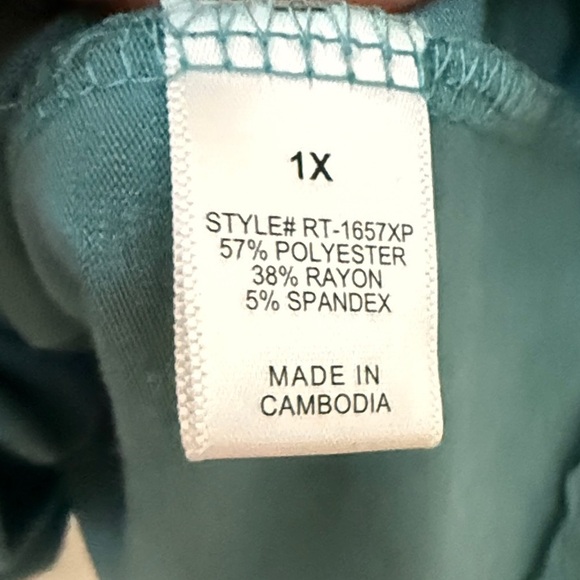 1X
STYLE# RT-1657XP
57% POLYESTER
38% RAYON
5% SPANDEX
MADE IN
CAMBODIA